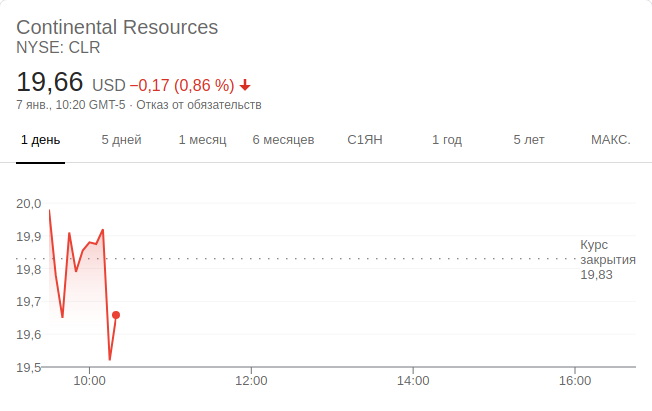 Continental Resources
NYSE: CLR
19,66 USD −0,17 (0,86 %)
7 янв., 10:20 GMT-5 · Отказ от обязательств
1 день 5 дней 1 месяц 6 месяцев С1ЯН 1 год 5 лет МАКС.
20,0
19,9
19,8
19,7
19,6
19,5
Курс
закрытия
19,83
10:00 12:00 14:00 16:00